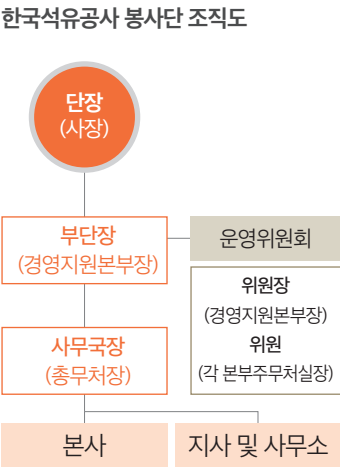 한국석유공사 봉사단 조직도
단장
(사장)
부단장
(경영지원본부장)
운영위원회
위원장
(경영지원본부장)
위원
(각 본부주무처실장)
사무국장
(총무처장)
본사
지사 및 사무소